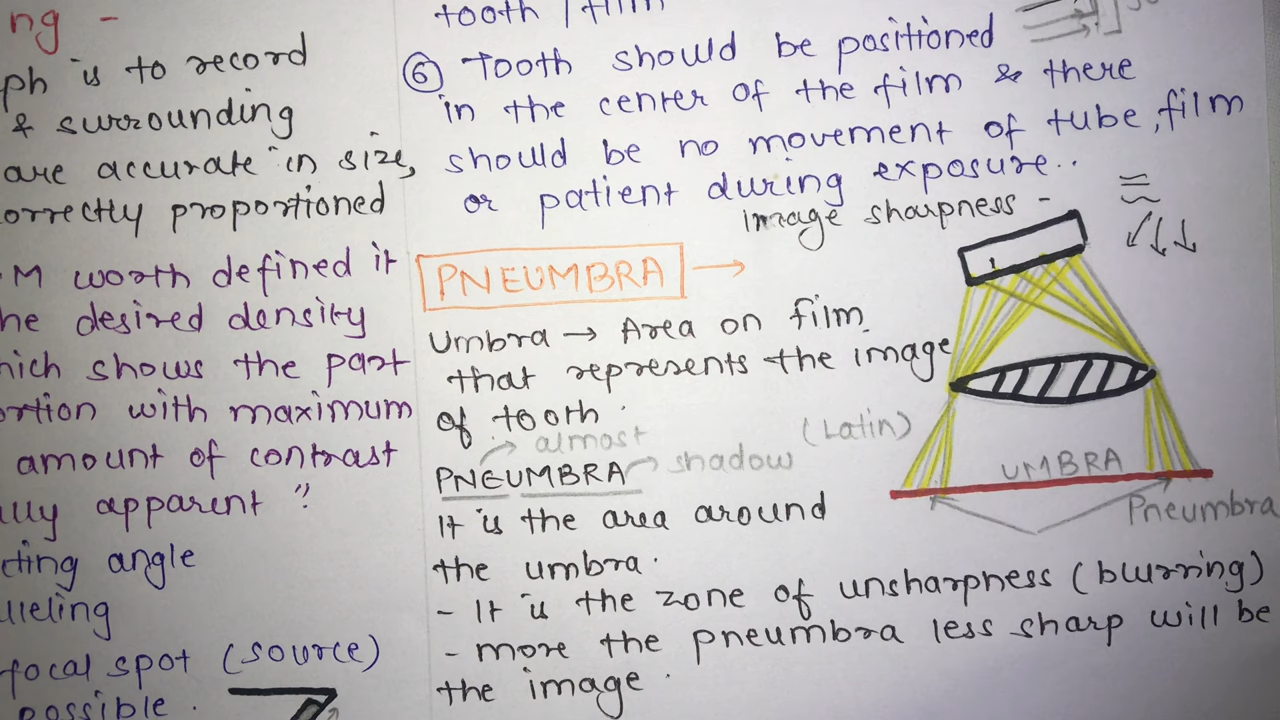 ng -
ph is to record
& surrounding
are accurate in size,
orrectly proportioned
M worth defined it
he desired density
hich shows the part
ortion with maximum
amount of contrast
ully apparent "
cting angle
lleling
focal spot (source)
possible.
tooth / film
⑥ Tooth should be positioned
in the center of the film & there
should be no movement of tube, film
or patient during exposure..
image sharpness -
PNEUMBRA →
Umbra → Area on film
that represents the image
of tooth.
almost
(Latin)
PNEUMBRA shadow
It is the area around
the umbra.
- It is the zone of unsharpness (blurring)
- more the pneumbra less sharp will be
the image.
UMBRA
Pneumbra